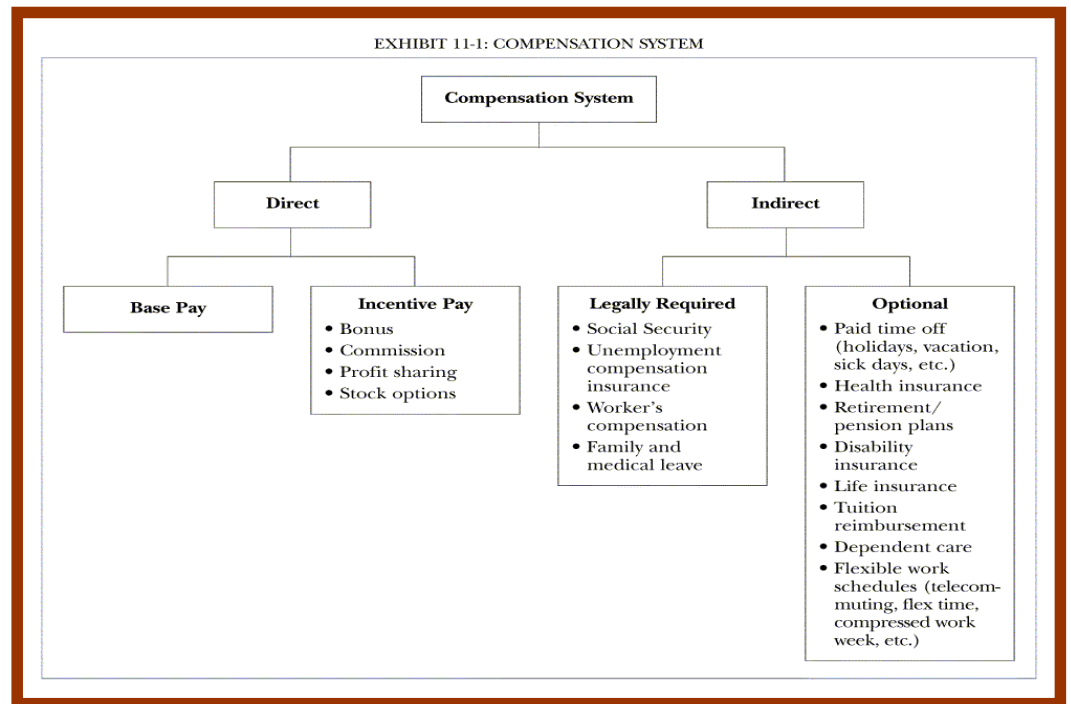 EXHIBIT 11-1: COMPENSATION SYSTEM
Compensation System
Direct
Indirect
Base Pay
Incentive Pay
• Bonus
• Commission
• Profit sharing
• Stock options
Legally Required
• Social Security
• Unemployment
compensation
insurance
• Worker's
compensation
• Family and
medical leave
Optional
• Paid time off
(holidays, vacation,
sick days, etc.)
• Health insurance
• Retirement/
pension plans
• Disability
insurance
• Life insurance
• Tuition
reimbursement
• Dependent care
• Flexible work
schedules (telecom-
muting, flex time,
compressed work
week, etc.)